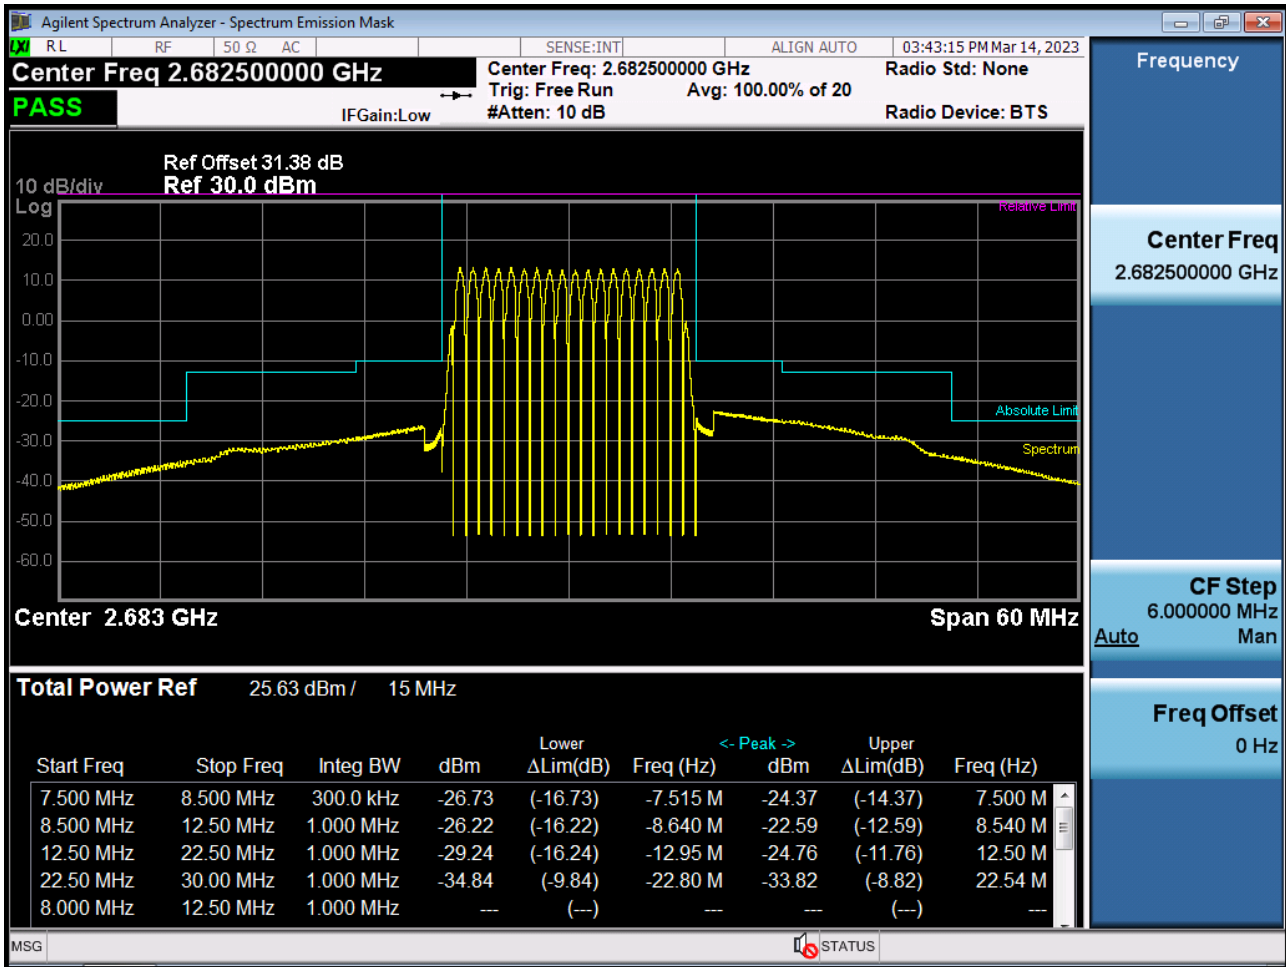 Agilent Spectrum Analyzer - Spectrum Emission Mask
LXI RL RF 50 Ω AC SENSE:INT ALIGN AUTO 03:43:15 PM Mar 14, 2023
Center Freq 2.682500000 GHz
Center Freq: 2.682500000 GHz Radio Std: None
Trig: Free Run Avg: 100.00% of 20
PASS
IFGain:Low #Atten: 10 dB Radio Device: BTS
Ref Offset 31.38 dB
10 dB/div Ref 30.0 dBm
Log
Relative Limit
20.0
10.0
0.00
-10.0
-20.0
Absolute Limit
-30.0
Spectrum
-40.0
-50.0
-60.0
Center 2.683 GHz Span 60 MHz
Total Power Ref 25.63 dBm / 15 MHz
Lower <- Peak -> Upper
Start Freq Stop Freq Integ BW dBm ΔLim(dB) Freq (Hz) dBm ΔLim(dB) Freq (Hz)
7.500 MHz 8.500 MHz 300.0 kHz -26.73 (-16.73) -7.515 M -24.37 (-14.37) 7.500 M
8.500 MHz 12.50 MHz 1.000 MHz -26.22 (-16.22) -8.640 M -22.59 (-12.59) 8.540 M
12.50 MHz 22.50 MHz 1.000 MHz -29.24 (-16.24) -12.95 M -24.76 (-11.76) 12.50 M
22.50 MHz 30.00 MHz 1.000 MHz -34.84 (-9.84) -22.80 M -33.82 (-8.82) 22.54 M
8.000 MHz 12.50 MHz 1.000 MHz --- (---) --- --- (---) ---
MSG STATUS
Frequency
Center Freq
2.682500000 GHz
CF Step
6.000000 MHz
Auto Man
Freq Offset
0 Hz